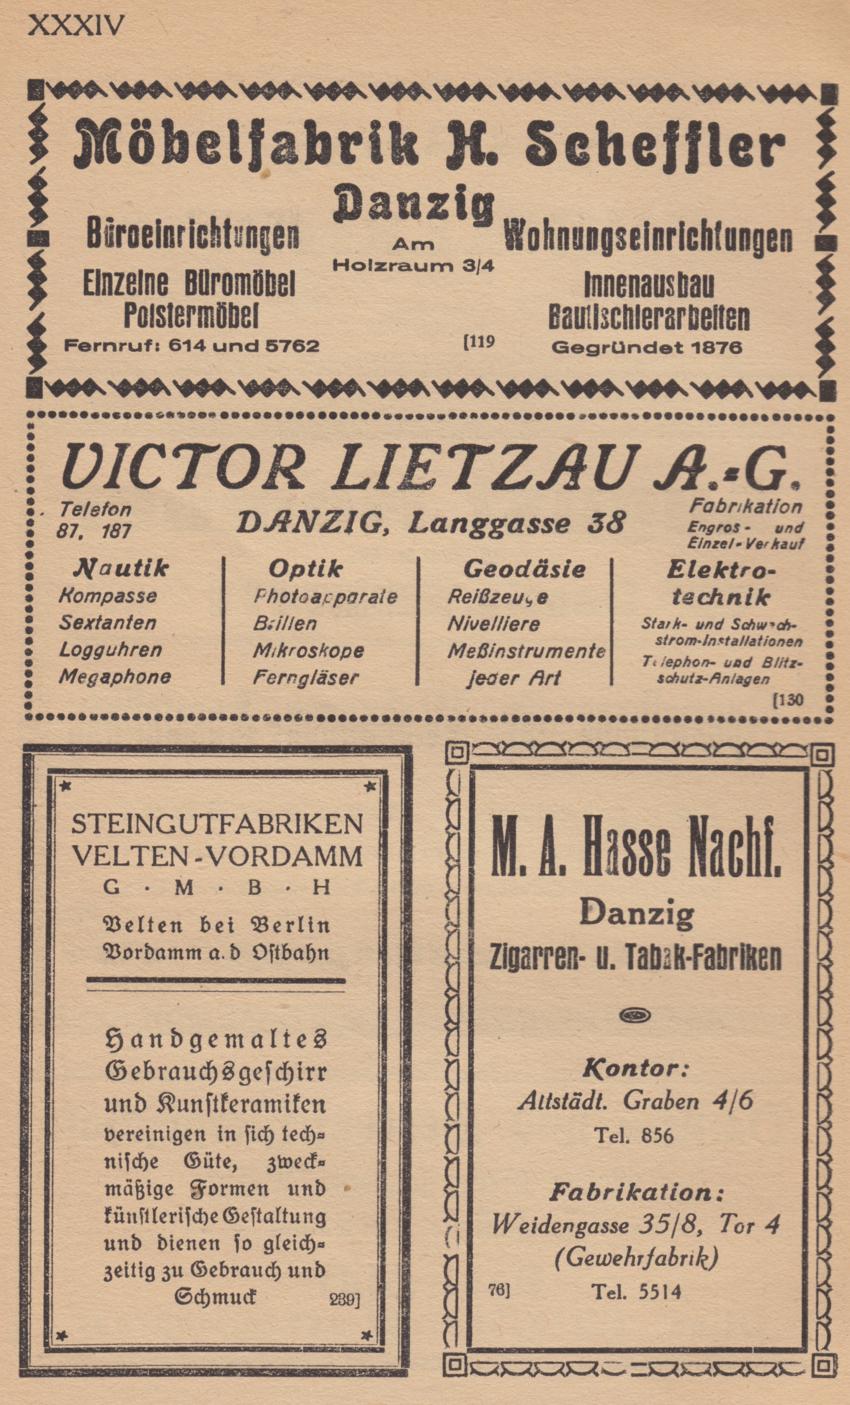 XXXIV
Möbelfabrik H. Scheffler
Danzig
Am
Holzraum 3/4
Büroeinrichtungen
Einzelne Büromöbel
Polstermöbel
Fernruf: 614 und 5762
[119
Wohnungseinrichtungen
Innenausbau
Bautischlerarbeiten
Gegründet 1876
VICTOR LIETZAU A.=G.
Telefon
87, 187
DANZIG, Langgasse 38
Fabrikation
Engros- und
Einzel-Verkauf
Nautik
Kompasse
Sextanten
Logguhren
Megaphone
Optik
Photoapparate
Brillen
Mikroskope
Ferngläser
Geodäsie
Reißzeuge
Nivelliere
Meßinstrumente
jeder Art
Elektro-
technik
Stark- und Schwach-
strom-Installationen
Telephon- und Blitz-
schutz-Anlagen
[130
STEINGUTFABRIKEN
VELTEN-VORDAMM
G · M · B · H
Velten bei Berlin
Vordamm a. d Ostbahn
Handgemaltes
Gebrauchsgeschirr
und Kunstkeramiken
vereinigen in sich tech=
nische Güte, zweck=
mäßige Formen und
künstlerische Gestaltung
und dienen so gleich=
zeitig zu Gebrauch und
Schmuck 239]
M. A. Hasse Nachf.
Danzig
Zigarren- u. Tabak-Fabriken
Kontor:
Altstädt. Graben 4/6
Tel. 856
Fabrikation:
Weidengasse 35/8, Tor 4
(Gewehrfabrik)
76] Tel. 5514